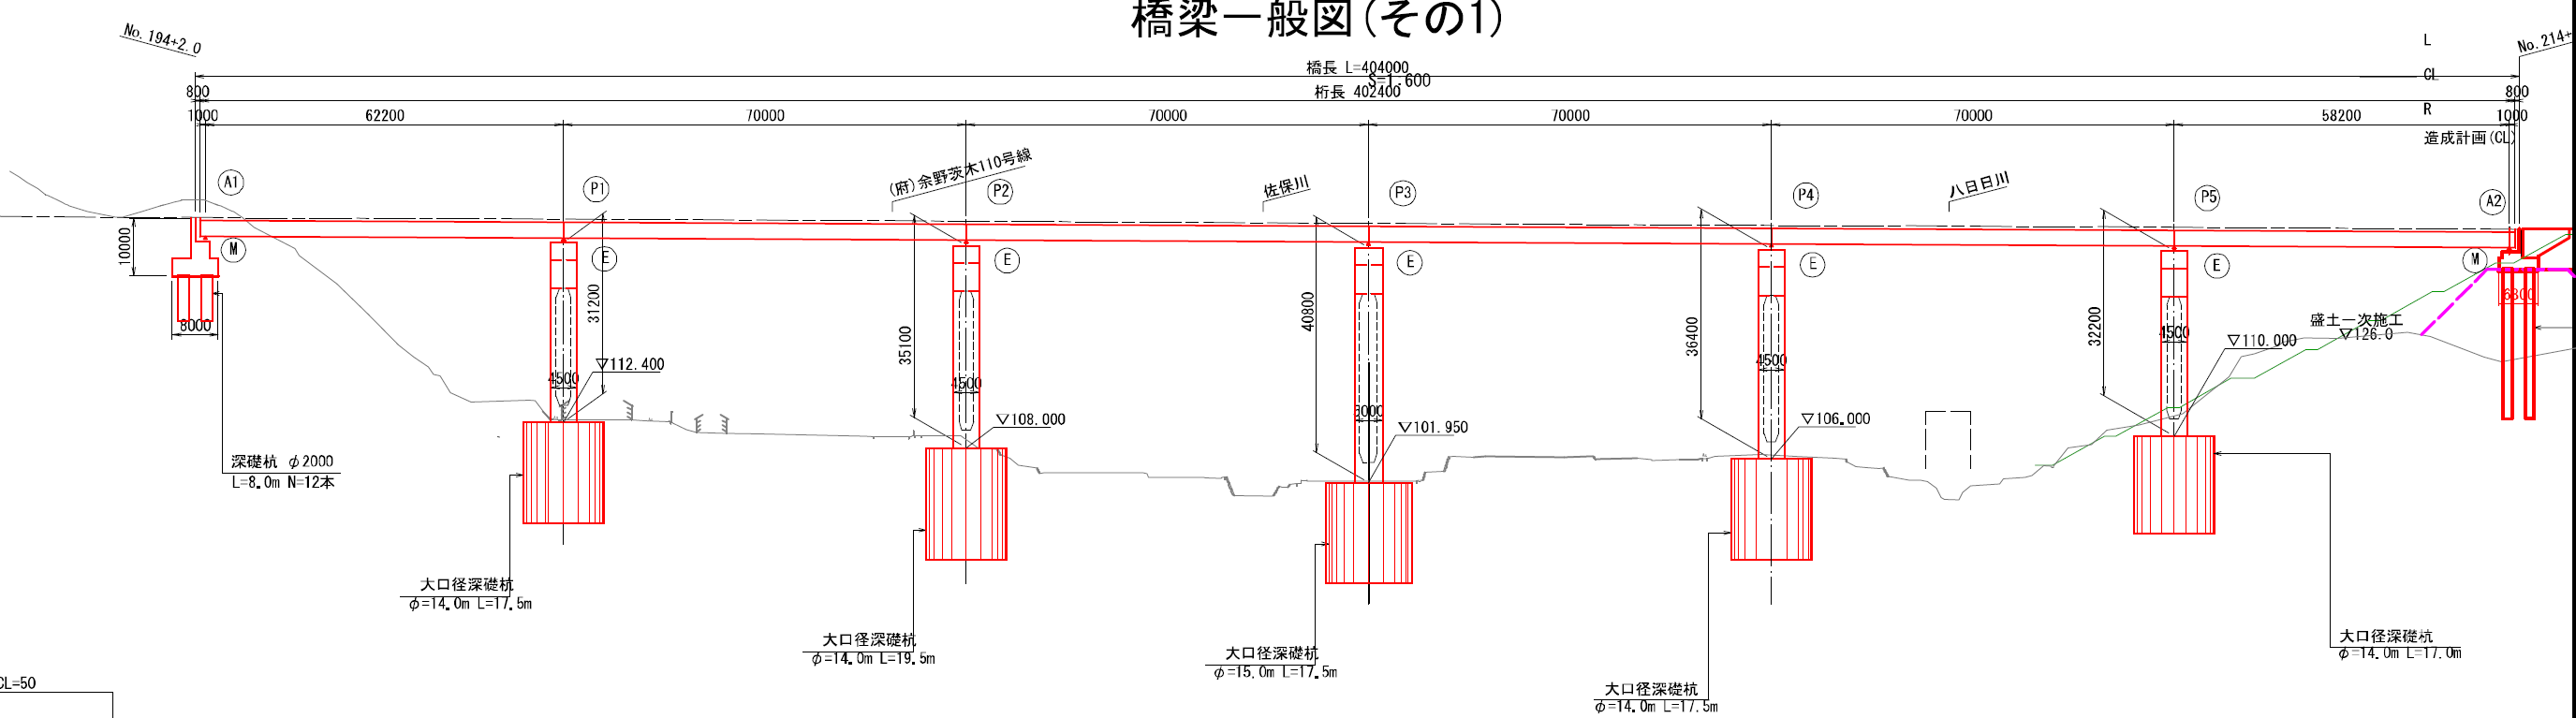 橋梁一般図(その1)
No.194+2.0
L
No.214+
橋長 L=404000
S=1:600
CL
800
桁長 402400
800
1000
62200
70000
70000
70000
70000
58200
R
1000
造成計画(CL)
A1
P1
(府)余野茨木110号線
P2
佐保川
P3
P4
八日日川
P5
A2
10000
M
E
E
E
E
E
M
31200
35100
40800
36400
32200
8000
4500
4500
3000
4500
4500
6800
▽112.400
▽108.000
▽101.950
▽106.000
▽110.000
盛土一次施工
▽126.0
深礎杭 φ2000
L=8.0m N=12本
大口径深礎杭
φ=14.0m L=17.5m
大口径深礎杭
φ=14.0m L=19.5m
大口径深礎杭
φ=15.0m L=17.5m
大口径深礎杭
φ=14.0m L=17.5m
大口径深礎杭
φ=14.0m L=17.0m
CL=50